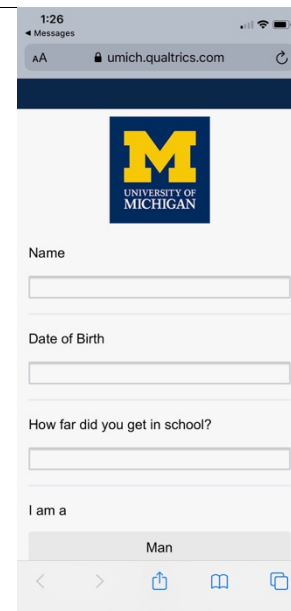 1:26
◀ Messages
AA umich.qualtrics.com
M
UNIVERSITY OF
MICHIGAN
Name
Date of Birth
How far did you get in school?
I am a
Man